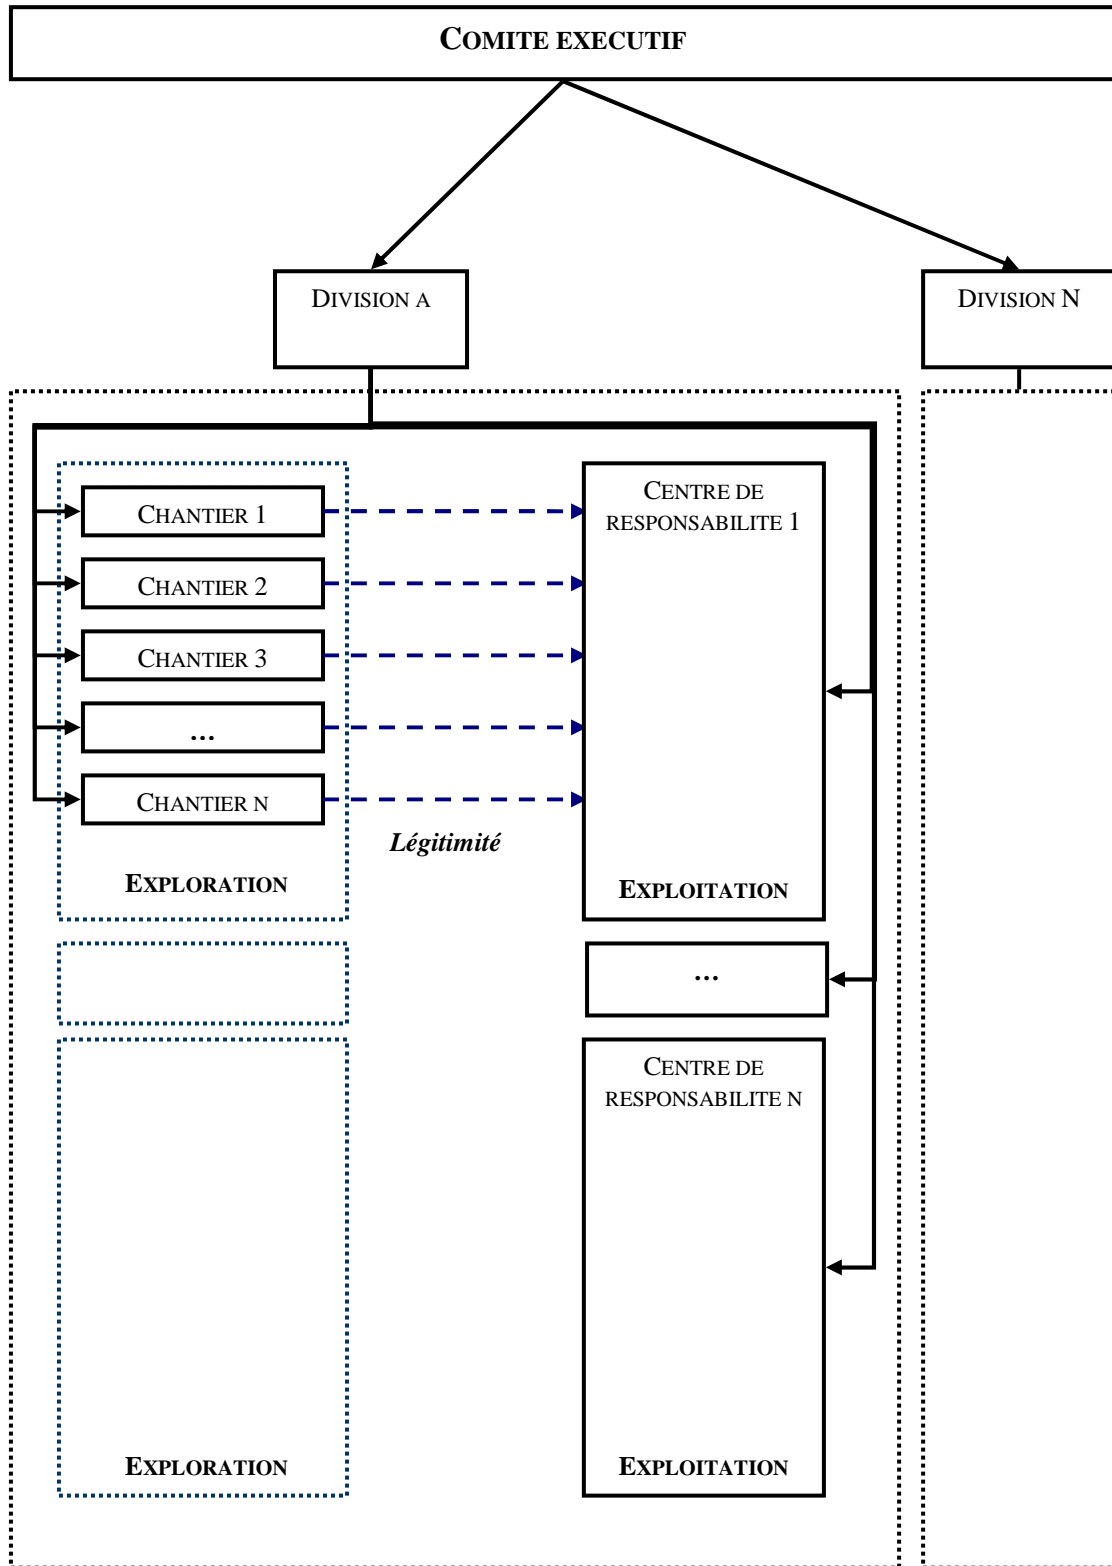 COMITE EXECUTIF
DIVISION A
DIVISION N
CHANTIER 1
CHANTIER 2
CHANTIER 3
...
CHANTIER N
Légitimité
EXPLORATION
CENTRE DE
RESPONSABILITE 1
EXPLOITATION
...
CENTRE DE
RESPONSABILITE N
EXPLORATION
EXPLOITATION